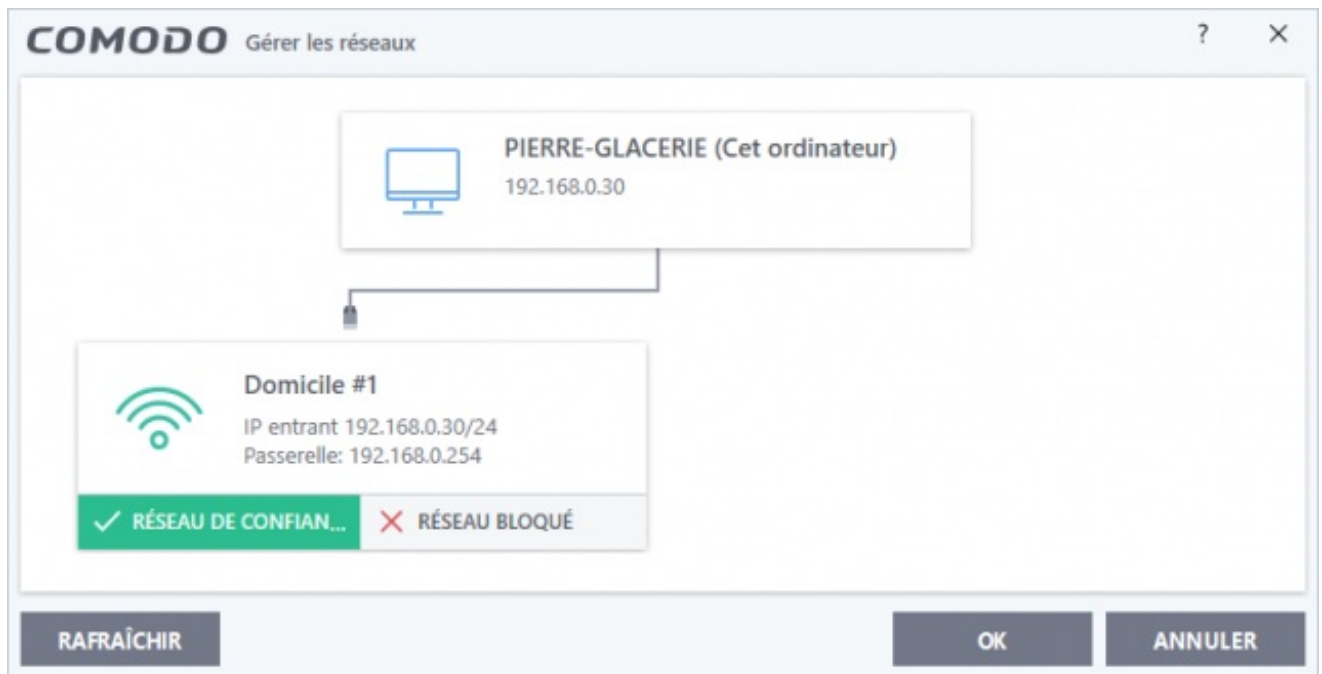 COMODO Gérer les réseaux ?
PIERRE-GLACERIE (Cet ordinateur)
192.168.0.30
Domicile #1
IP entrant 192.168.0.30/24
Passerelle: 192.168.0.254
RÉSEAU DE CONFIAN... RÉSEAU BLOQUÉ
RAFRAÎCHIR OK ANNULER